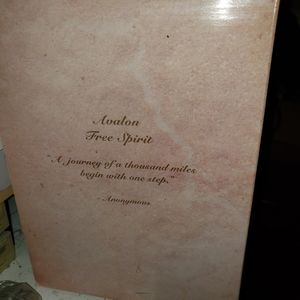 Avalon
Free Spirit
"A journey of a thousand miles
begin with one step."
-Anonymous